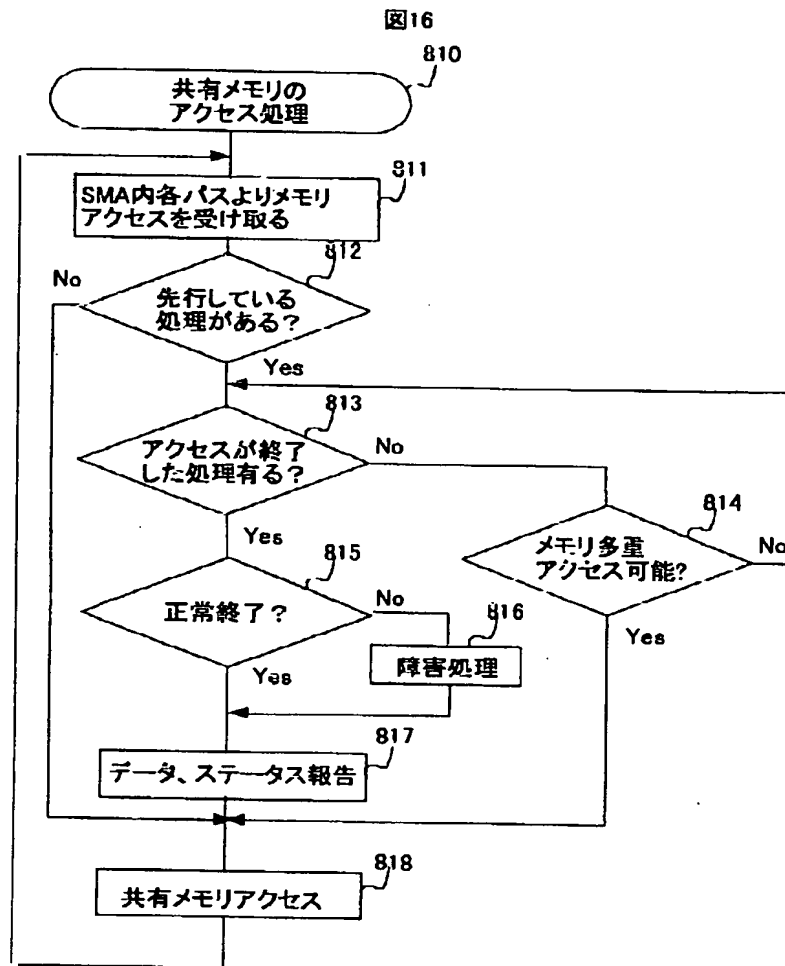 図16
810
共有メモリの
アクセス処理
811
SMA内各パスよりメモリ
アクセスを受け取る
812
No
先行している
処理がある?
Yes
813
アクセスが終了
した処理有る?
No
Yes
814
メモリ多重
アクセス可能?
No
Yes
815
正常終了?
No
Yes
816
障害処理
817
データ、ステータス報告
818
共有メモリアクセス